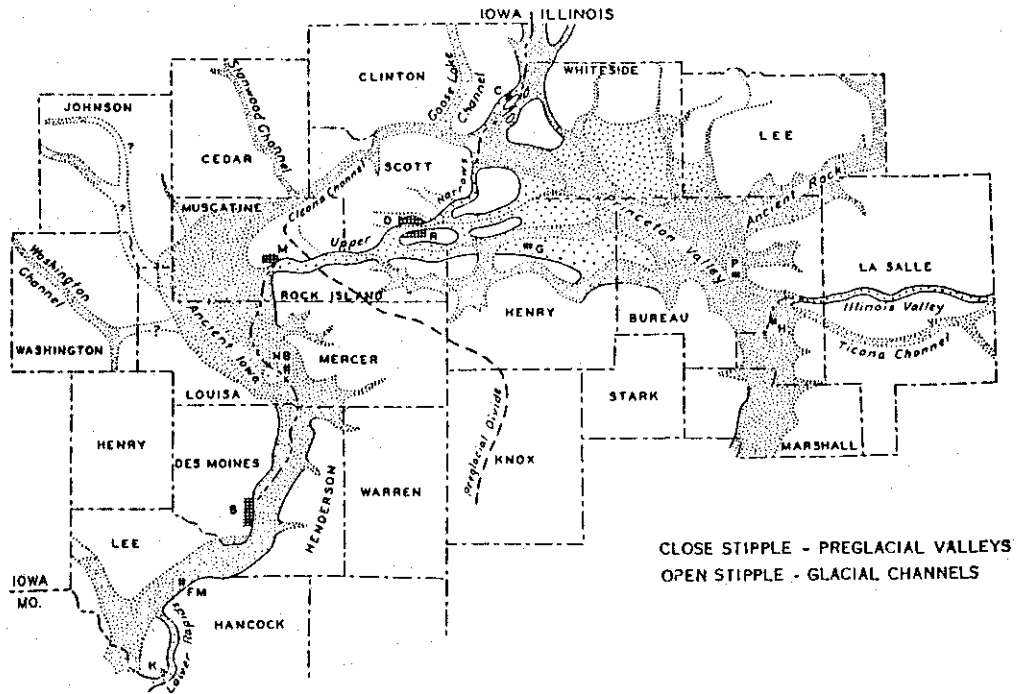 IOWA ILLINOIS
CLINTON
WHITESIDE
JOHNSON
Stanwood Channel
Goose Lake
Channel
C
LEE
CEDAR
SCOTT
?
Cleona Channel
Narrows
Ancient Rock
MUSCATINE
?
D
Princeton Valley
Washington
Channel
M
Upper
R
G
P
LA SALLE
ROCK ISLAND
HENRY
BUREAU
Illinois Valley
?
Ancient Iowa
H
Ticona Channel
WASHINGTON
NB
MERCER
LOUISA
STARK
HENRY
Preglacial Divide
KNOX
MARSHALL
DES MOINES
HENDERSON
WARREN
B
LEE
CLOSE STIPPLE - PREGLACIAL VALLEYS
OPEN STIPPLE - GLACIAL CHANNELS
IOWA
MO.
FM
HANCOCK
Lower Rapids
K